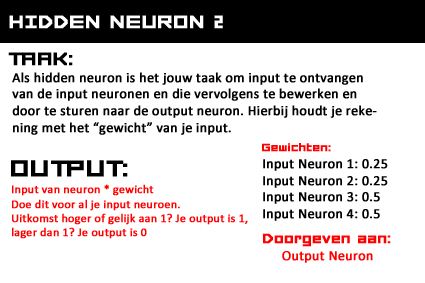 HIDDEN NEURON 2
TAAK:
Als hidden neuron is het jouw taak om input te ontvangen
van de input neuronen en die vervolgens te bewerken en
door te sturen naar de output neuron. Hierbij houdt je reke-
ning met het “gewicht” van je input.
OUTPUT:
Input van neuron * gewicht
Doe dit voor al je input neuroen.
Uitkomst hoger of gelijk aan 1? Je output is 1,
lager dan 1? Je output is 0
Gewichten:
Input Neuron 1: 0.25
Input Neuron 2: 0.25
Input Neuron 3: 0.5
Input Neuron 4: 0.5
Doorgeven aan:
Output Neuron